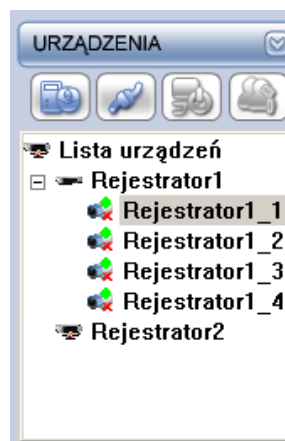 URZĄDZENIA
Lista urządzeń
Rejestrator1
Rejestrator1_1
Rejestrator1_2
Rejestrator1_3
Rejestrator1_4
Rejestrator2